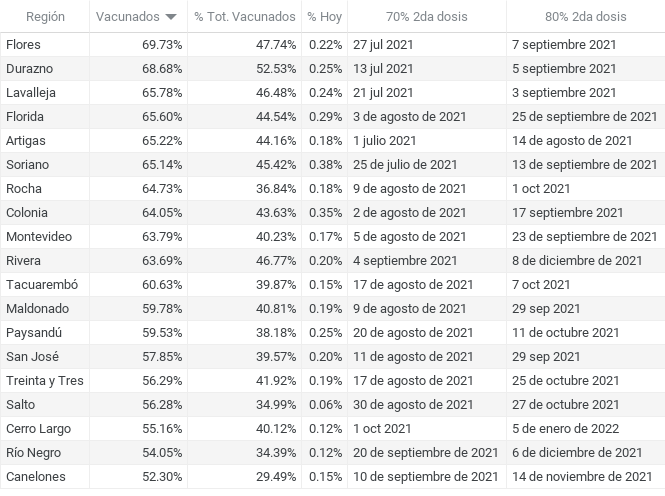 Región Vacunados % Tot. Vacunados % Hoy 70% 2da dosis 80% 2da dosis
Flores 69.73% 47.74% 0.22% 27 jul 2021 7 septiembre 2021
Durazno 68.68% 52.53% 0.25% 13 jul 2021 5 septiembre 2021
Lavalleja 65.78% 46.48% 0.24% 21 jul 2021 3 septiembre 2021
Florida 65.60% 44.54% 0.29% 3 de agosto de 2021 25 de septiembre de 2021
Artigas 65.22% 44.16% 0.18% 1 julio 2021 14 de agosto de 2021
Soriano 65.14% 45.42% 0.38% 25 de julio de 2021 13 de septiembre de 2021
Rocha 64.73% 36.84% 0.18% 9 de agosto de 2021 1 oct 2021
Colonia 64.05% 43.63% 0.35% 2 de agosto de 2021 17 septiembre 2021
Montevideo 63.79% 40.23% 0.17% 5 de agosto de 2021 23 de septiembre de 2021
Rivera 63.69% 46.77% 0.20% 4 septiembre 2021 8 de diciembre de 2021
Tacuarembó 60.63% 39.87% 0.15% 17 de agosto de 2021 7 oct 2021
Maldonado 59.78% 40.81% 0.19% 9 de agosto de 2021 29 sep 2021
Paysandú 59.53% 38.18% 0.25% 20 de agosto de 2021 11 de octubre de 2021
San José 57.85% 39.57% 0.20% 11 de agosto de 2021 29 sep 2021
Treinta y Tres 56.29% 41.92% 0.19% 17 de agosto de 2021 25 de octubre de 2021
Salto 56.28% 34.99% 0.06% 30 de agosto de 2021 27 de octubre de 2021
Cerro Largo 55.16% 40.12% 0.12% 1 oct 2021 5 de enero de 2022
Río Negro 54.05% 34.39% 0.12% 20 de septiembre de 2021 6 de diciembre de 2021
Canelones 52.30% 29.49% 0.15% 10 de septiembre de 2021 14 de noviembre de 2021